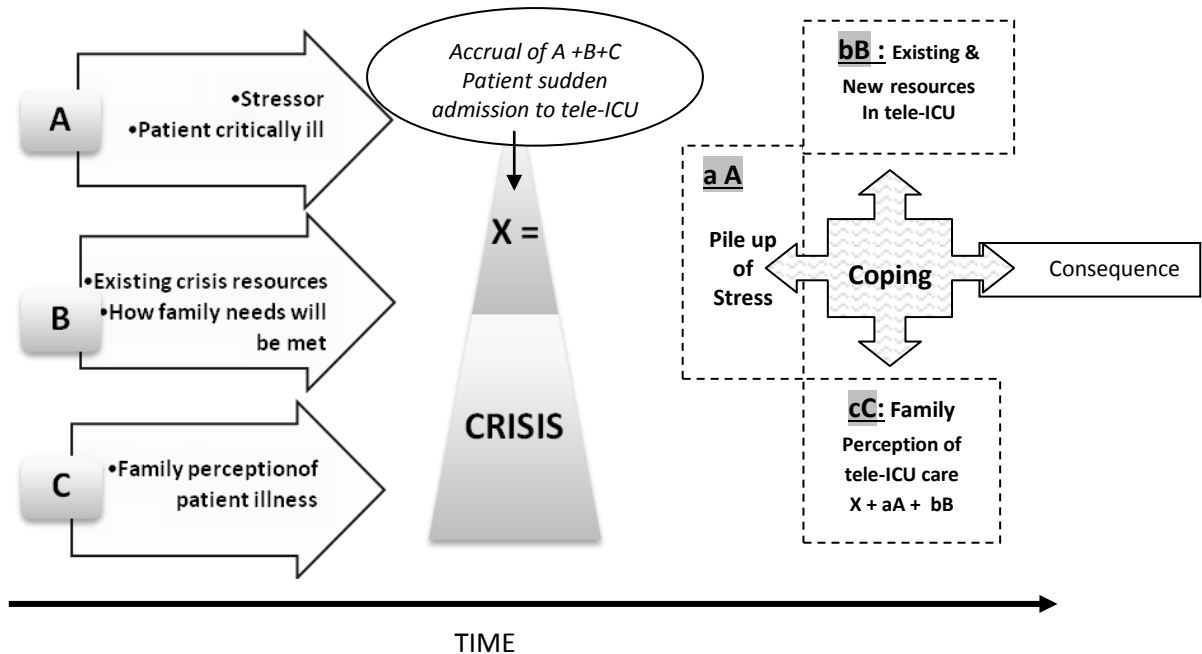 A
•Stressor
•Patient critically ill
B
•Existing crisis resources
•How family needs will
be met
C
•Family perceptionof
patient illness
Accrual of A +B+C
Patient sudden
admission to tele-ICU
X =
CRISIS
a A
Pile up
of
Stress
bB : Existing &
New resources
In tele-ICU
Coping
Consequence
cC: Family
Perception of
tele-ICU care
X + aA + bB
TIME